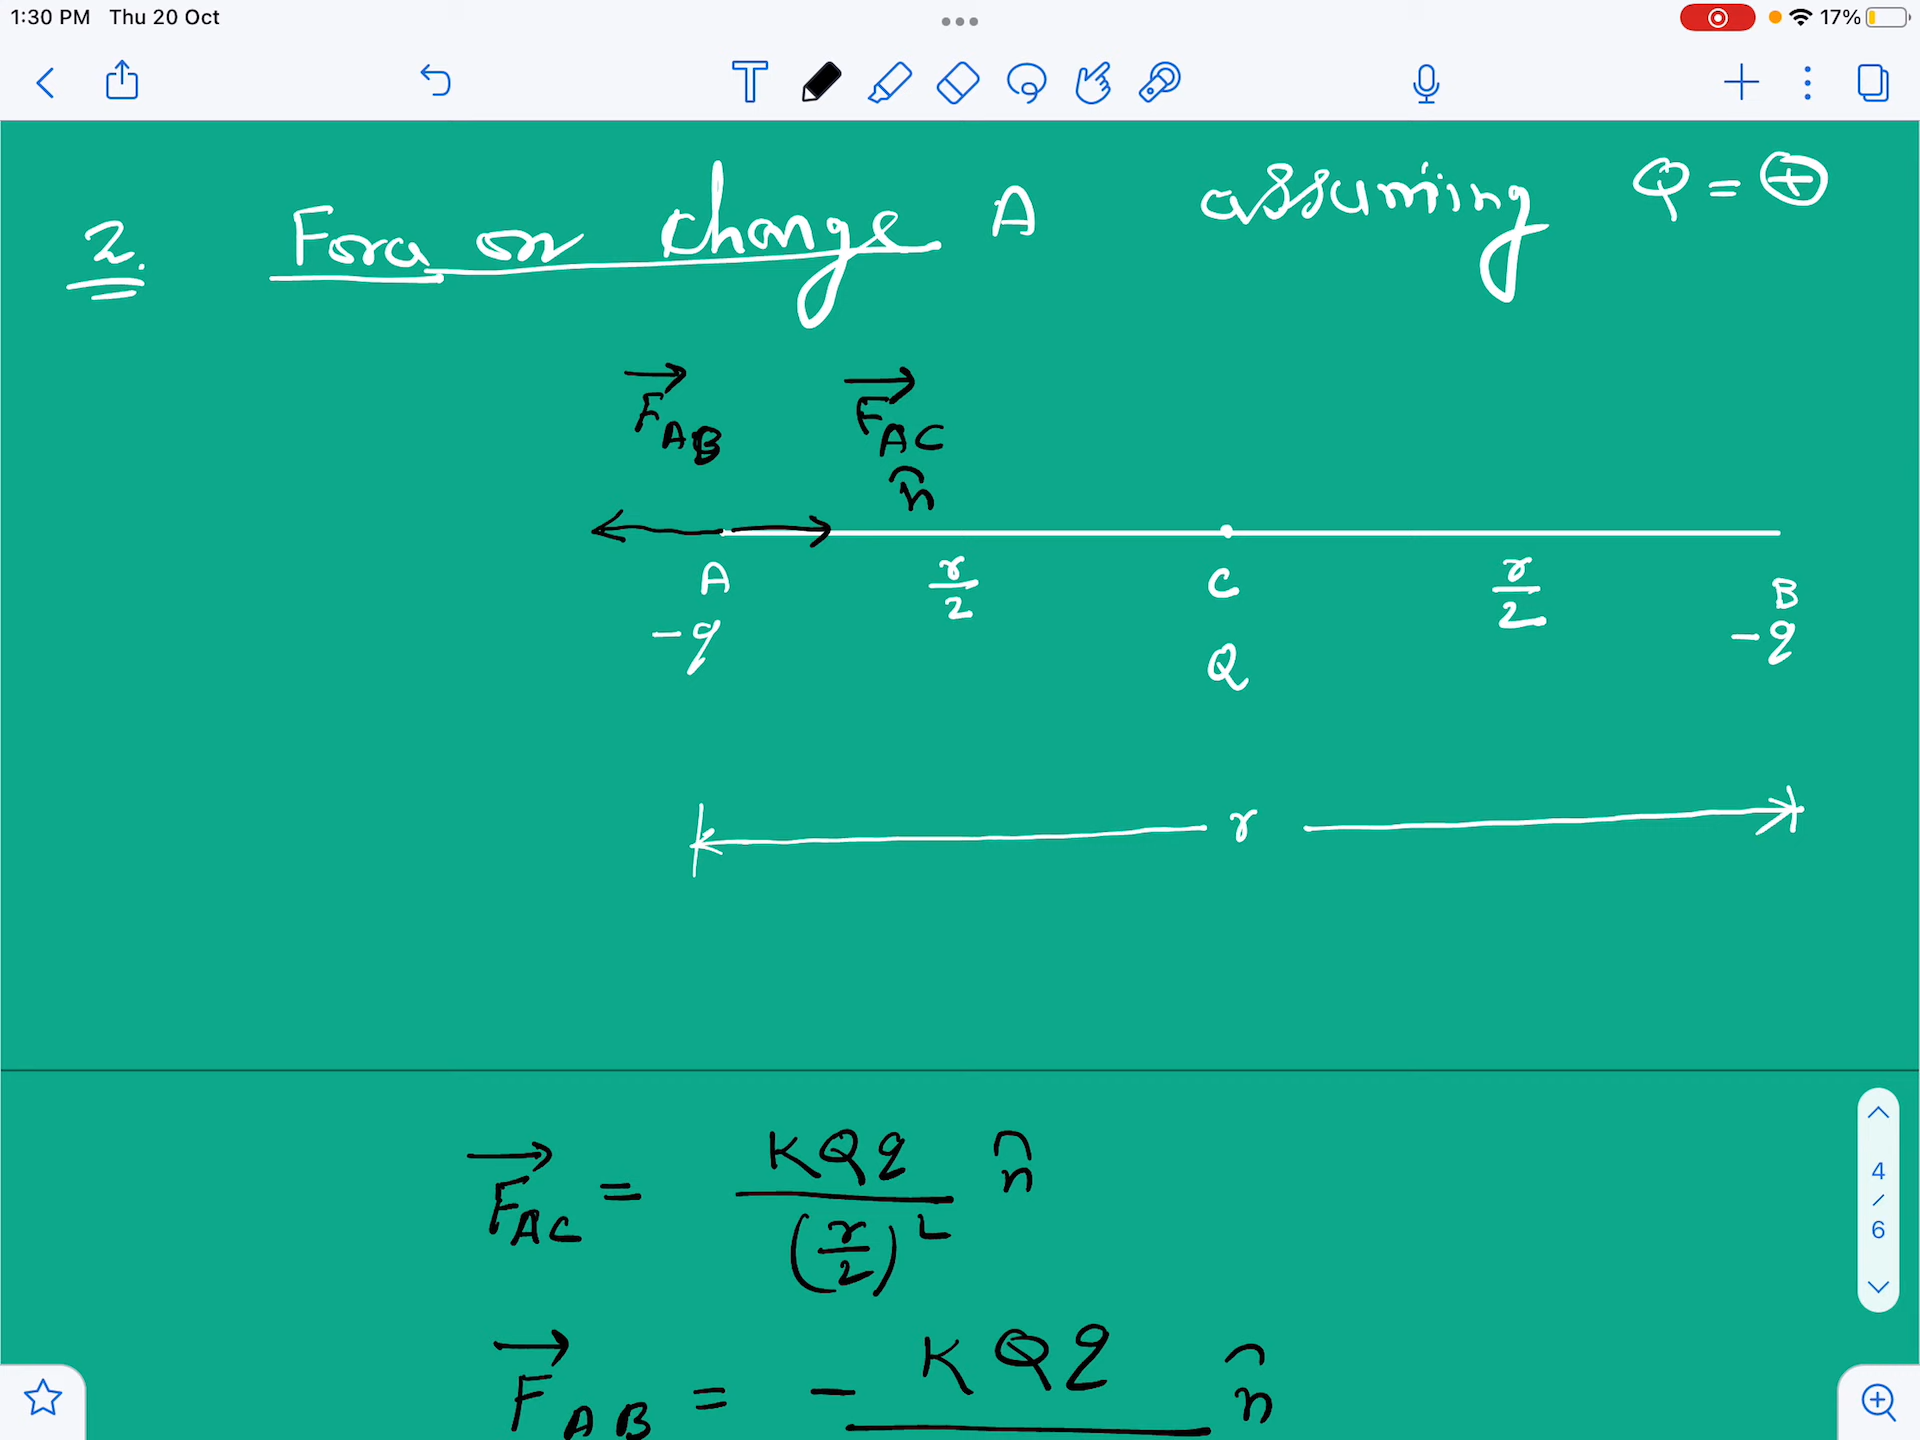 1:30 PM Thu 20 Oct
17%
T
2. Force on charge A assuming Q = ⊕
F⃗AB F⃗AC
n̂
A r/2 C r/2 B
-q Q -q
r
F⃗AC = KQq/(r/2)² n̂
F⃗AB = - KQq n̂
4
/
6